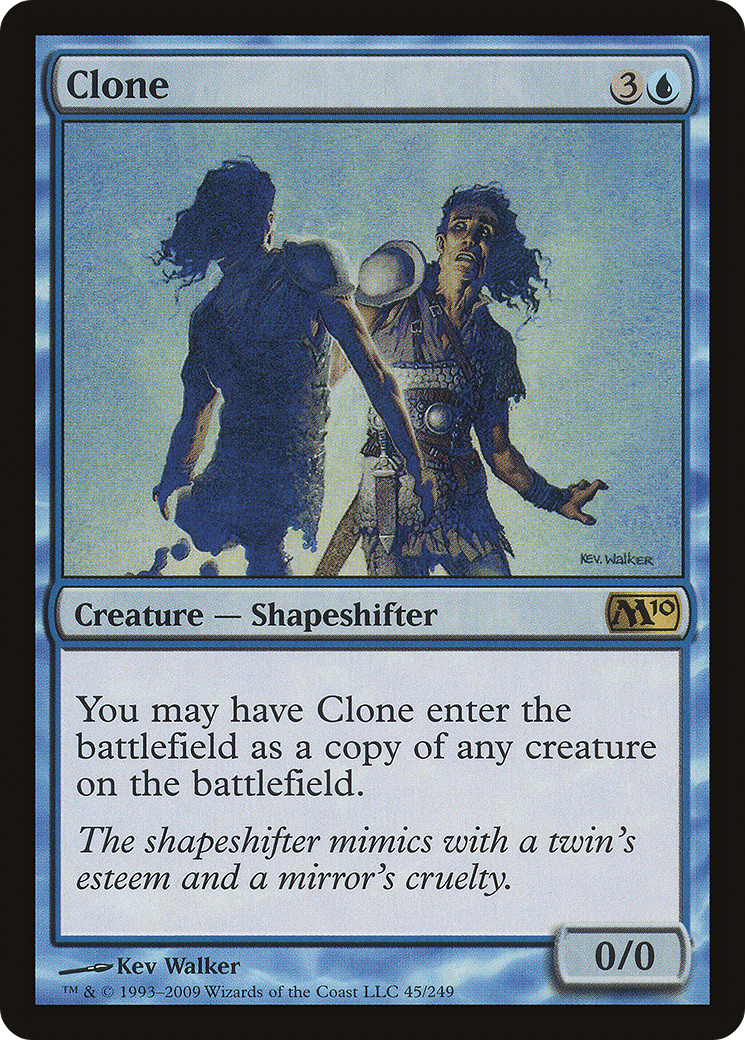 Clone 3
KEV. WALKER
Creature — Shapeshifter M10
You may have Clone enter the
battlefield as a copy of any creature
on the battlefield.
The shapeshifter mimics with a twin's
esteem and a mirror's cruelty.
0/0
Kev Walker
™ & © 1993–2009 Wizards of the Coast LLC 45/249